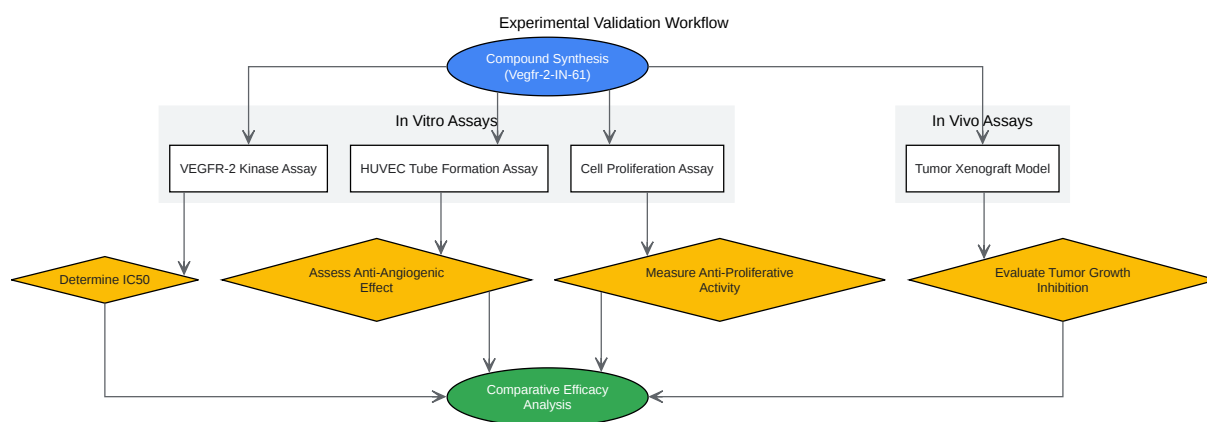 Experimental Validation Workflow
Compound Synthesis
(Vegfr-2-IN-61)
In Vitro Assays
In Vivo Assays
VEGFR-2 Kinase Assay
HUVEC Tube Formation Assay
Cell Proliferation Assay
Tumor Xenograft Model
Determine IC50
Assess Anti-Angiogenic
Effect
Measure Anti-Proliferative
Activity
Evaluate Tumor Growth
Inhibition
Comparative Efficacy
Analysis